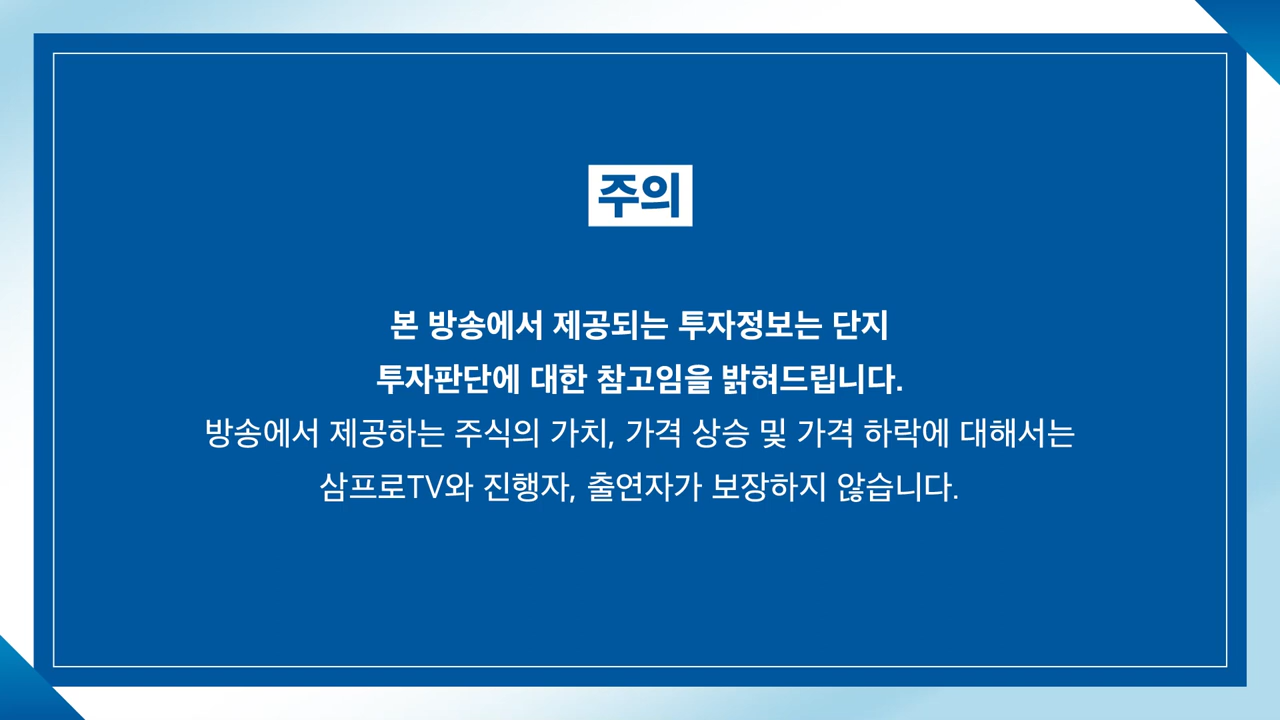 주의
본 방송에서 제공되는 투자정보는 단지
투자판단에 대한 참고임을 밝혀드립니다.
방송에서 제공하는 주식의 가치, 가격 상승 및 가격 하락에 대해서는
삼프로TV와 진행자, 출연자가 보장하지 않습니다.